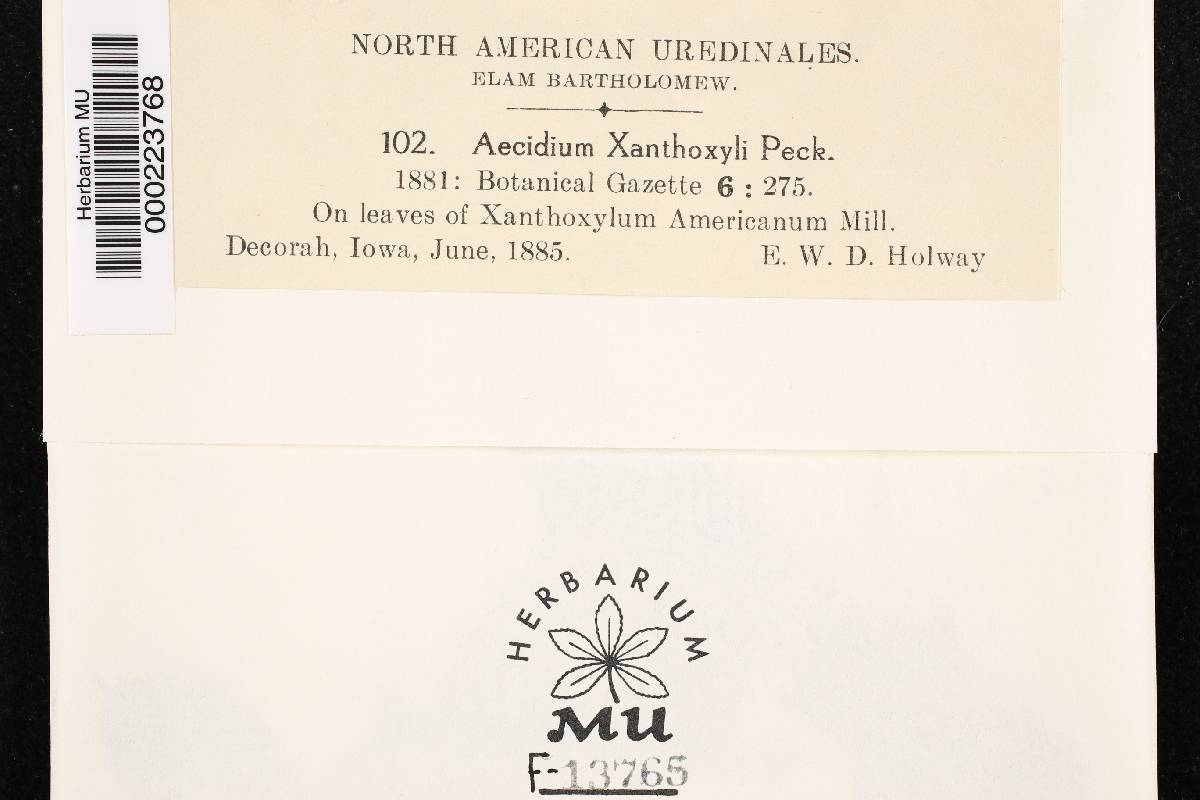 NORTH AMERICAN UREDINALES.
ELAM BARTHOLOMEW.
102. Aecidium Xanthoxyli Peck.
1881: Botanical Gazette 6 : 275.
On leaves of Xanthoxylum Americanum Mill.
Decorah, Iowa, June, 1885. E. W. D. Holway
Herbarium MU
000223768
HERBARIUM
MU
F-13765